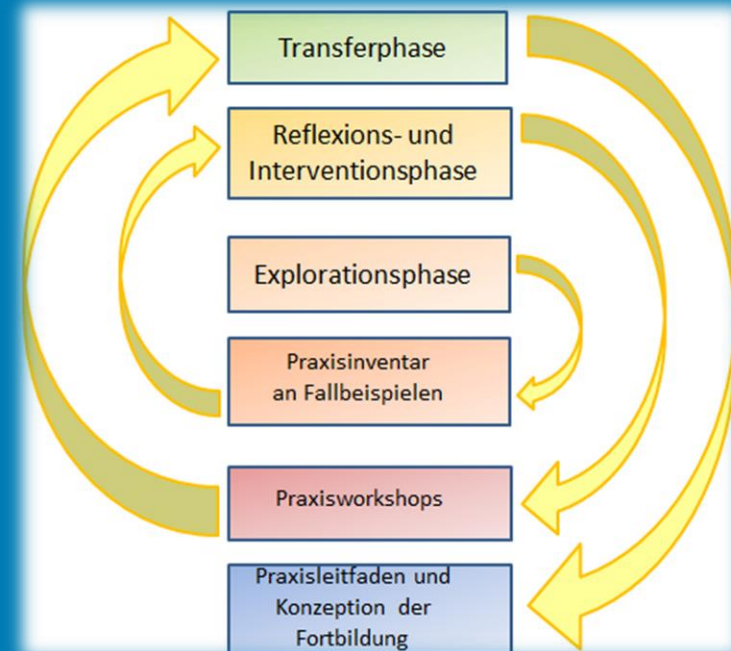 Transferphase
Reflexions- und
Interventionsphase
Explorationsphase
Praxisinventar
an Fallbeispielen
Praxisworkshops
Praxisleitfaden und
Konzeption der
Fortbildung